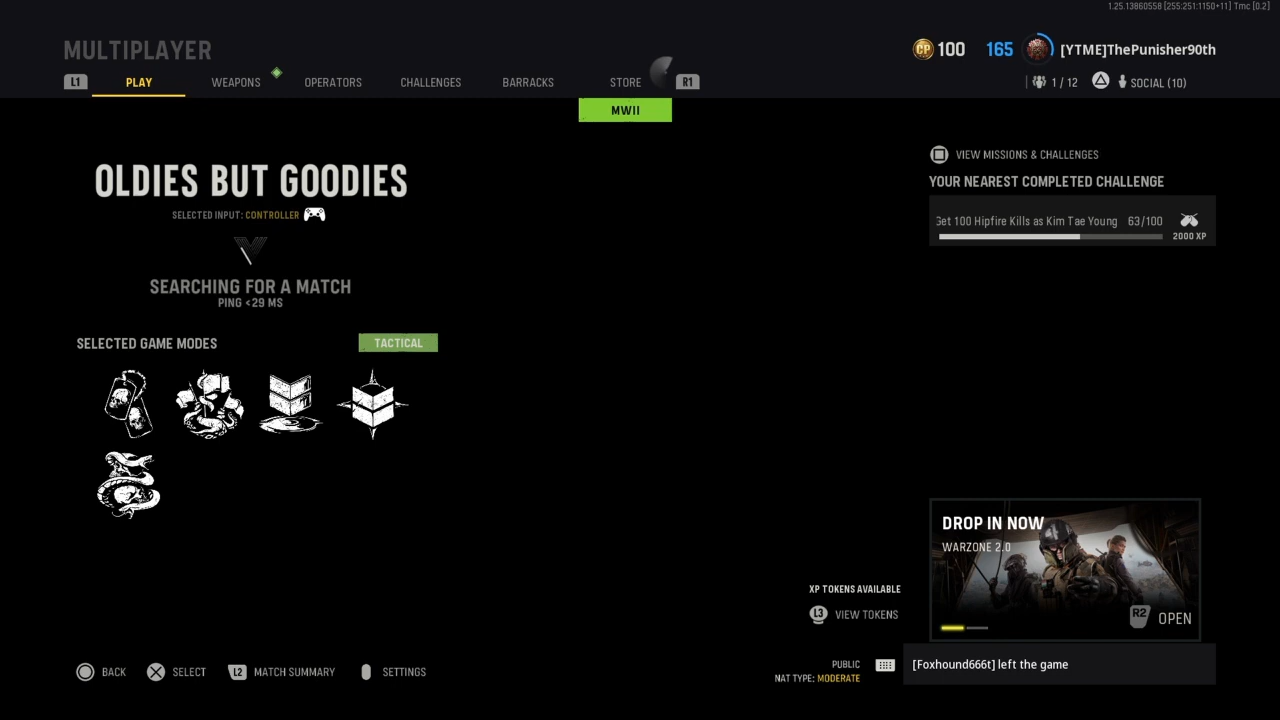 1.25.13860558 [255:251:1150+11] Tmc [0.2]
MULTIPLAYER
CP 100 165 [YTME]ThePunisher90th
L1 PLAY WEAPONS OPERATORS CHALLENGES BARRACKS STORE R1
1 / 12 SOCIAL (10)
MWII
OLDIES BUT GOODIES
SELECTED INPUT: CONTROLLER
SEARCHING FOR A MATCH
PING <29 MS
SELECTED GAME MODES TACTICAL
VIEW MISSIONS & CHALLENGES
YOUR NEAREST COMPLETED CHALLENGE
Get 100 Hipfire Kills as Kim Tae Young 63/100
2000 XP
DROP IN NOW
WARZONE 2.0
R2 OPEN
XP TOKENS AVAILABLE
L3 VIEW TOKENS
BACK SELECT L2 MATCH SUMMARY SETTINGS
PUBLIC
NAT TYPE: MODERATE
[Foxhound666t] left the game